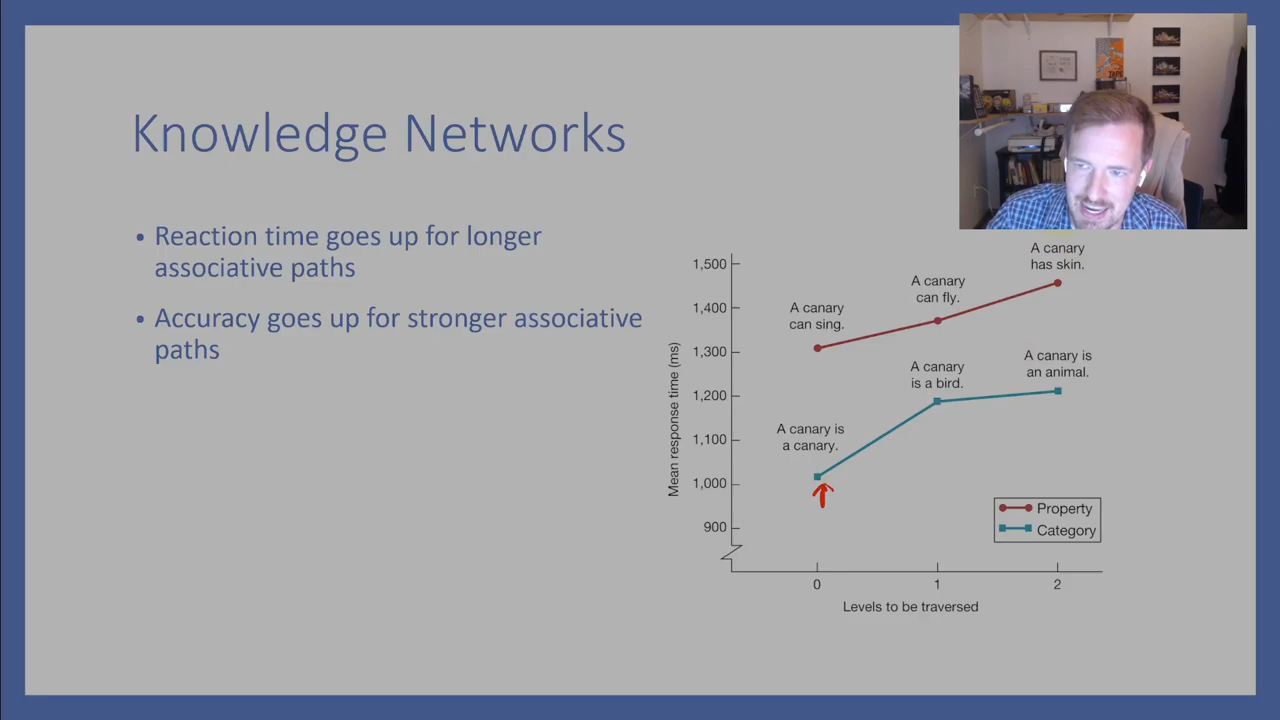 Knowledge Networks
• Reaction time goes up for longer
associative paths
• Accuracy goes up for stronger associative
paths
TAPE
Mean response time (ms)
1,500
1,400
1,300
1,200
1,100
1,000
900
A canary
can sing.
A canary
can fly.
A canary
has skin.
A canary is
a canary.
A canary
is a bird.
A canary is
an animal.
Property
Category
0
1
2
Levels to be traversed